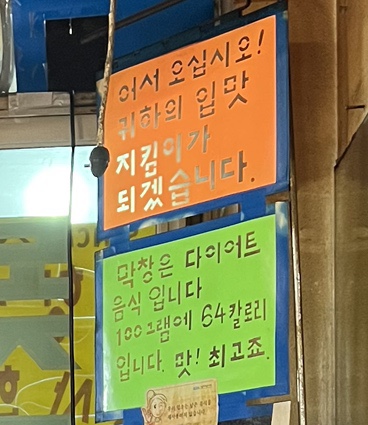 어서 오십시오!
귀하의 입맛
지킴이가
되겠습니다.
막창은 다이어트
음식 입니다
100그램에 64칼로리
입니다. 맛! 최고죠.